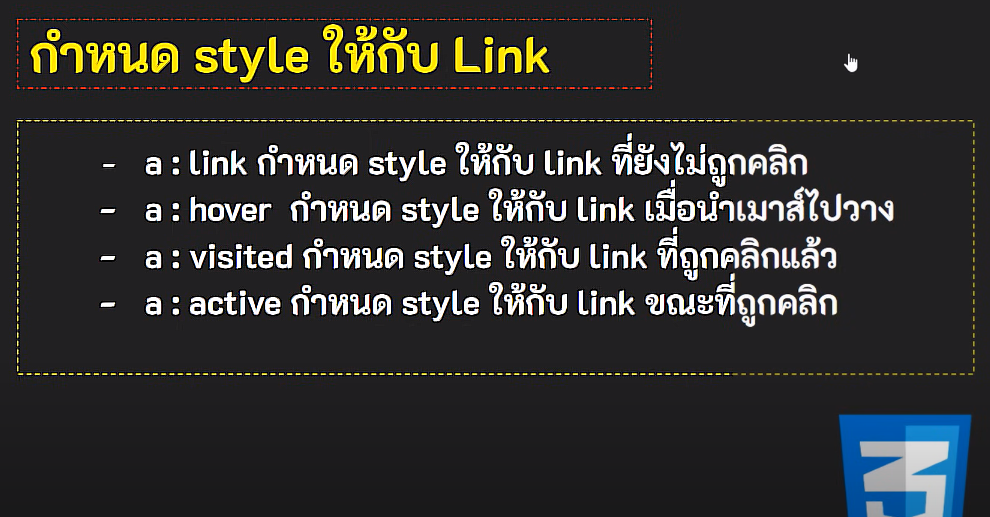 กำหนด style ให้กับ Link
- a : link กำหนด style ให้กับ link ที่ยังไม่ถูกคลิก
- a : hover กำหนด style ให้กับ link เมื่อนำเมาส์ไปวาง
- a : visited กำหนด style ให้กับ link ที่ถูกคลิกแล้ว
- a : active กำหนด style ให้กับ link ขณะที่ถูกคลิก
3